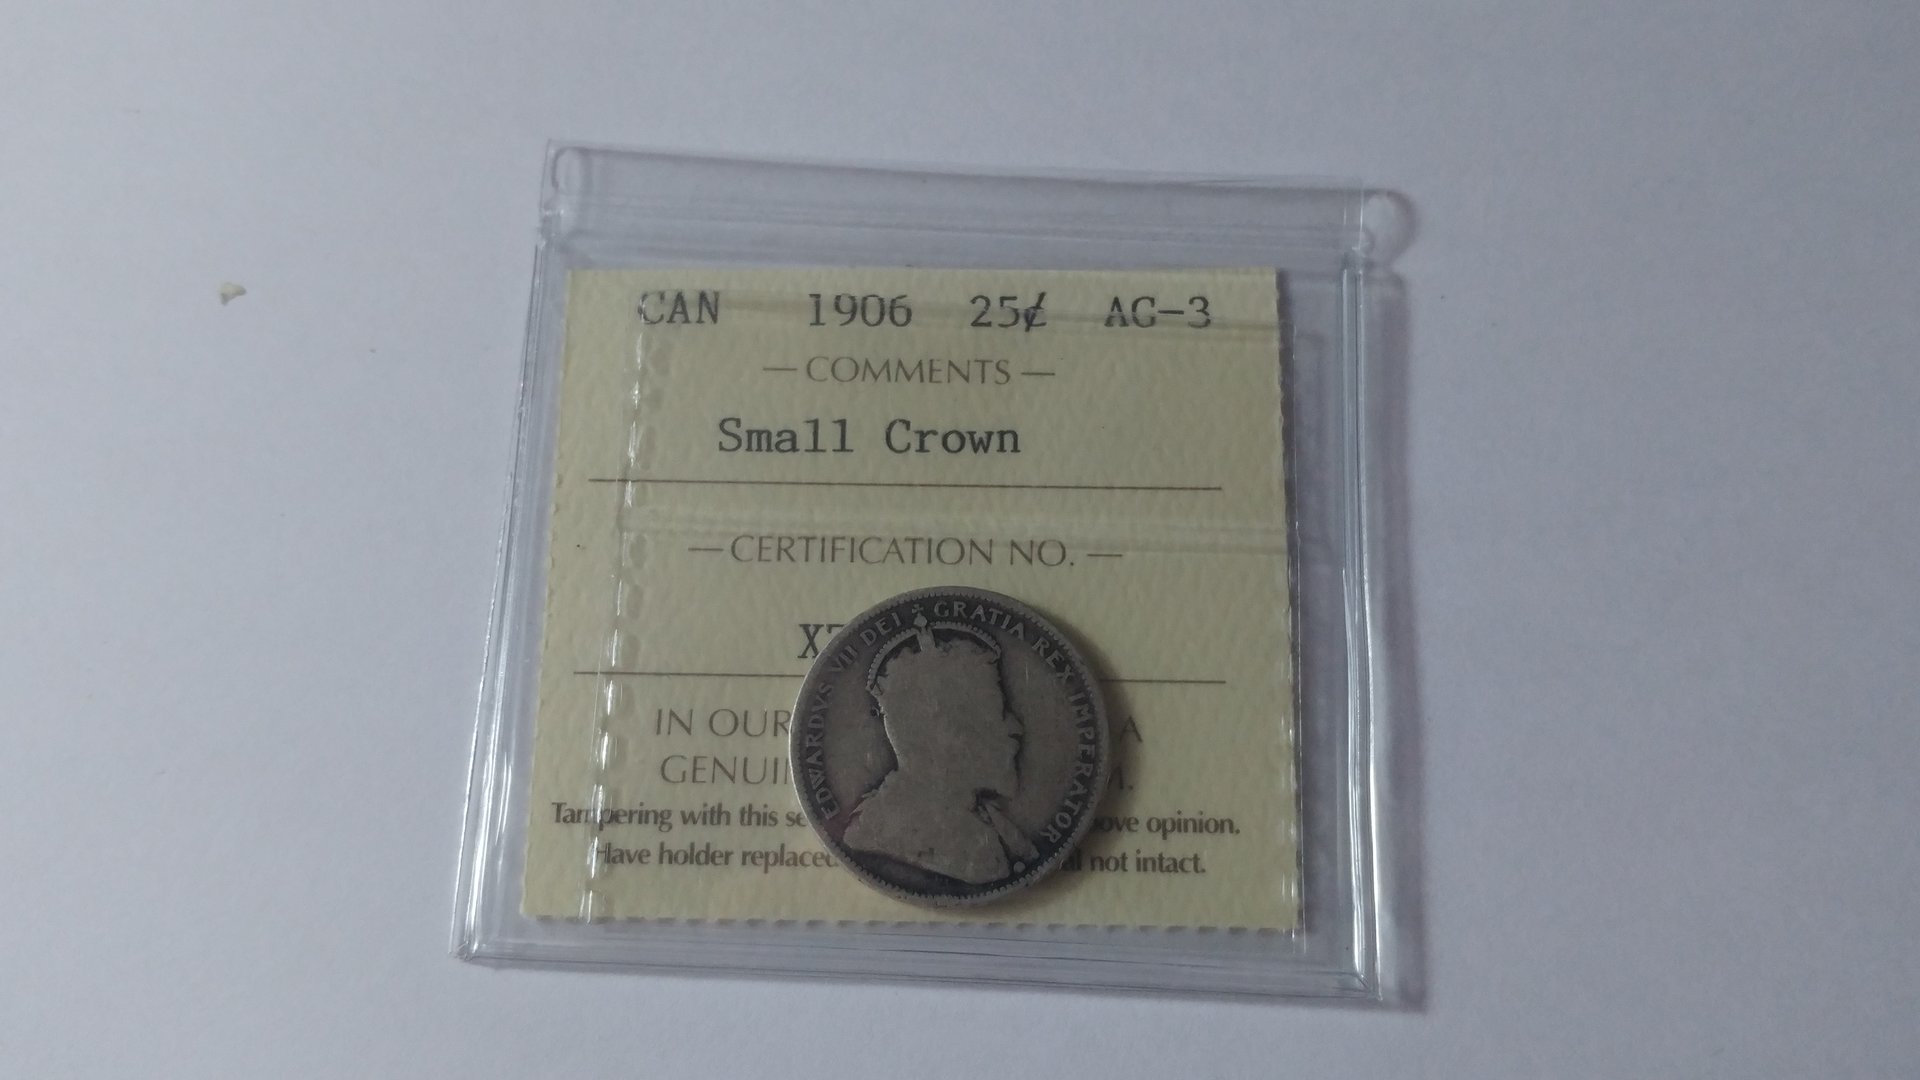 CAN 1906 25¢ AG-3
— COMMENTS —
Small Crown
— CERTIFICATION NO. —
IN OUR A
GENUI
Tampering with this se ove opinion.
Have holder replaced not intact.
EDWARDVS VII DEI GRATIA REX IMPERATOR